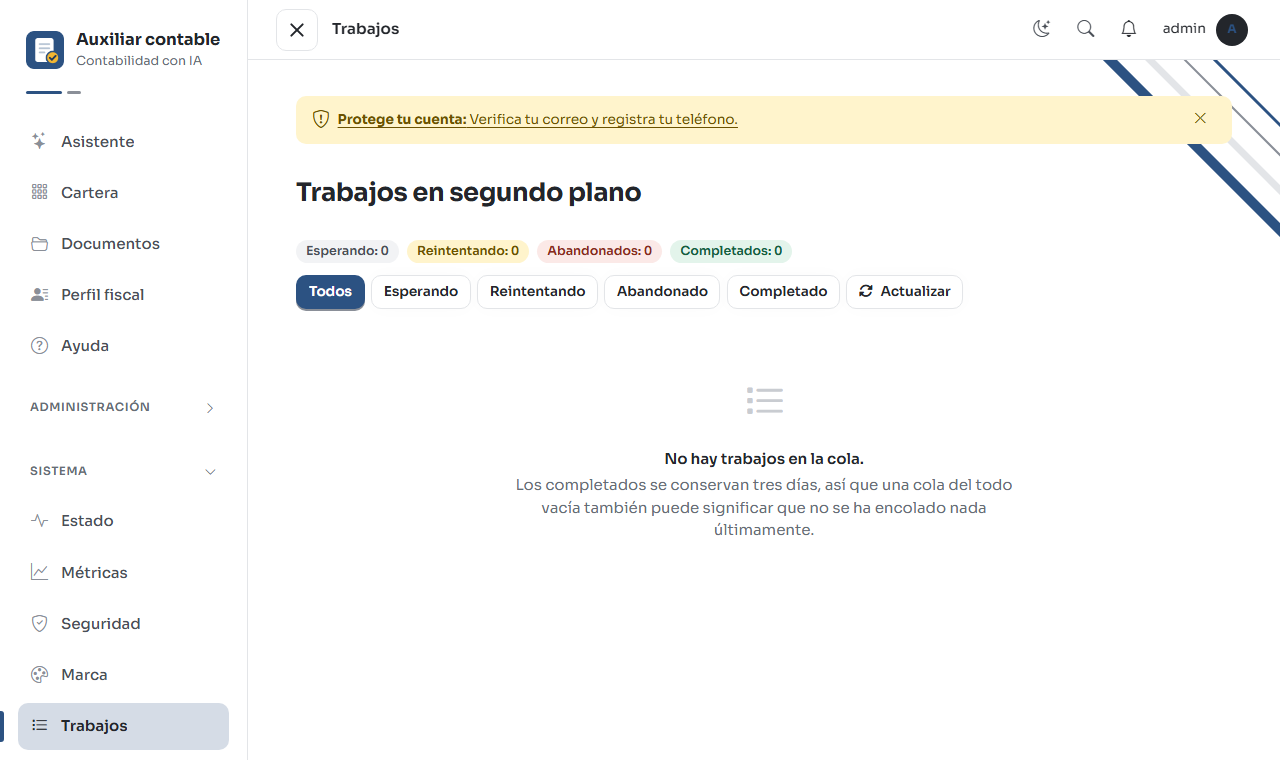 Auxiliar contable
Contabilidad con IA
Asistente
Cartera
Documentos
Perfil fiscal
Ayuda
ADMINISTRACIÓN
SISTEMA
Estado
Métricas
Seguridad
Marca
Trabajos
Trabajos
admin
A
Protege tu cuenta: Verifica tu correo y registra tu teléfono.
Trabajos en segundo plano
Esperando: 0 Reintentando: 0 Abandonados: 0 Completados: 0
Todos Esperando Reintentando Abandonado Completado Actualizar
No hay trabajos en la cola.
Los completados se conservan tres días, así que una cola del todo
vacía también puede significar que no se ha encolado nada
últimamente.